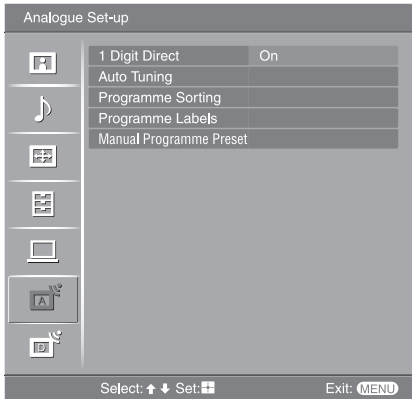 Analogue Set-up
1 Digit Direct On
Auto Tuning
Programme Sorting
Programme Labels
Manual Programme Preset
A
D
Select: Set: Exit: MENU